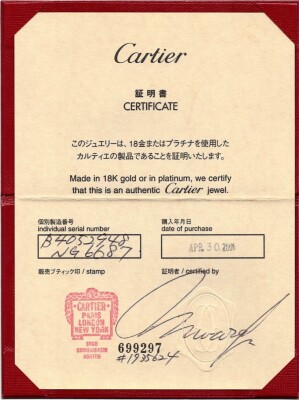 Cartier
証明書
CERTIFICATE
このジュエリーは、18金またはプラチナを使用した
カルティエの製品であることを証明いたします。
Made in 18K gold or in platinum, we certify
that this is an authentic Cartier jewel.
個別製造番号
individual serial number
B4052948
NG6687
購入年月日
date of purchase
APR. 30.
販売ブティック印 / stamp
証明者 / certified by
CARTIER
PARIS
LONDON
NEW YORK
699297
#1935624